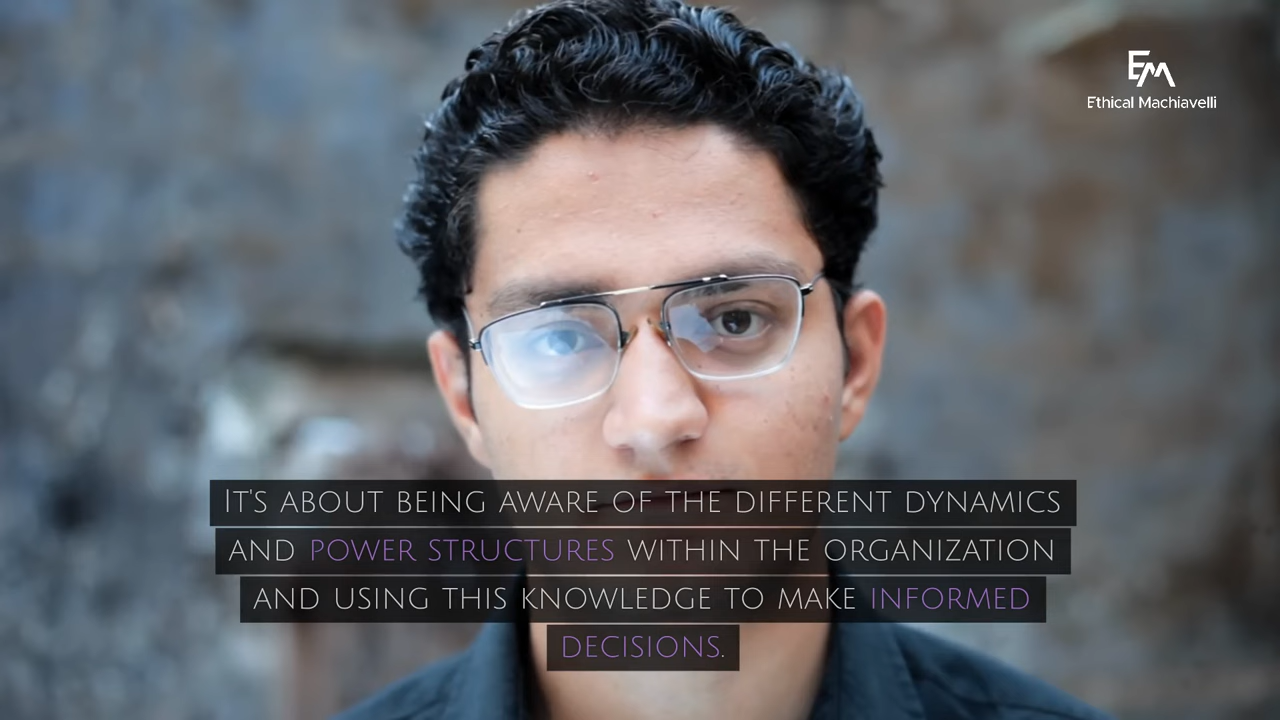 EM
Ethical Machiavelli
It's about being aware of the different dynamics
and power structures within the organization
and using this knowledge to make informed
decisions.